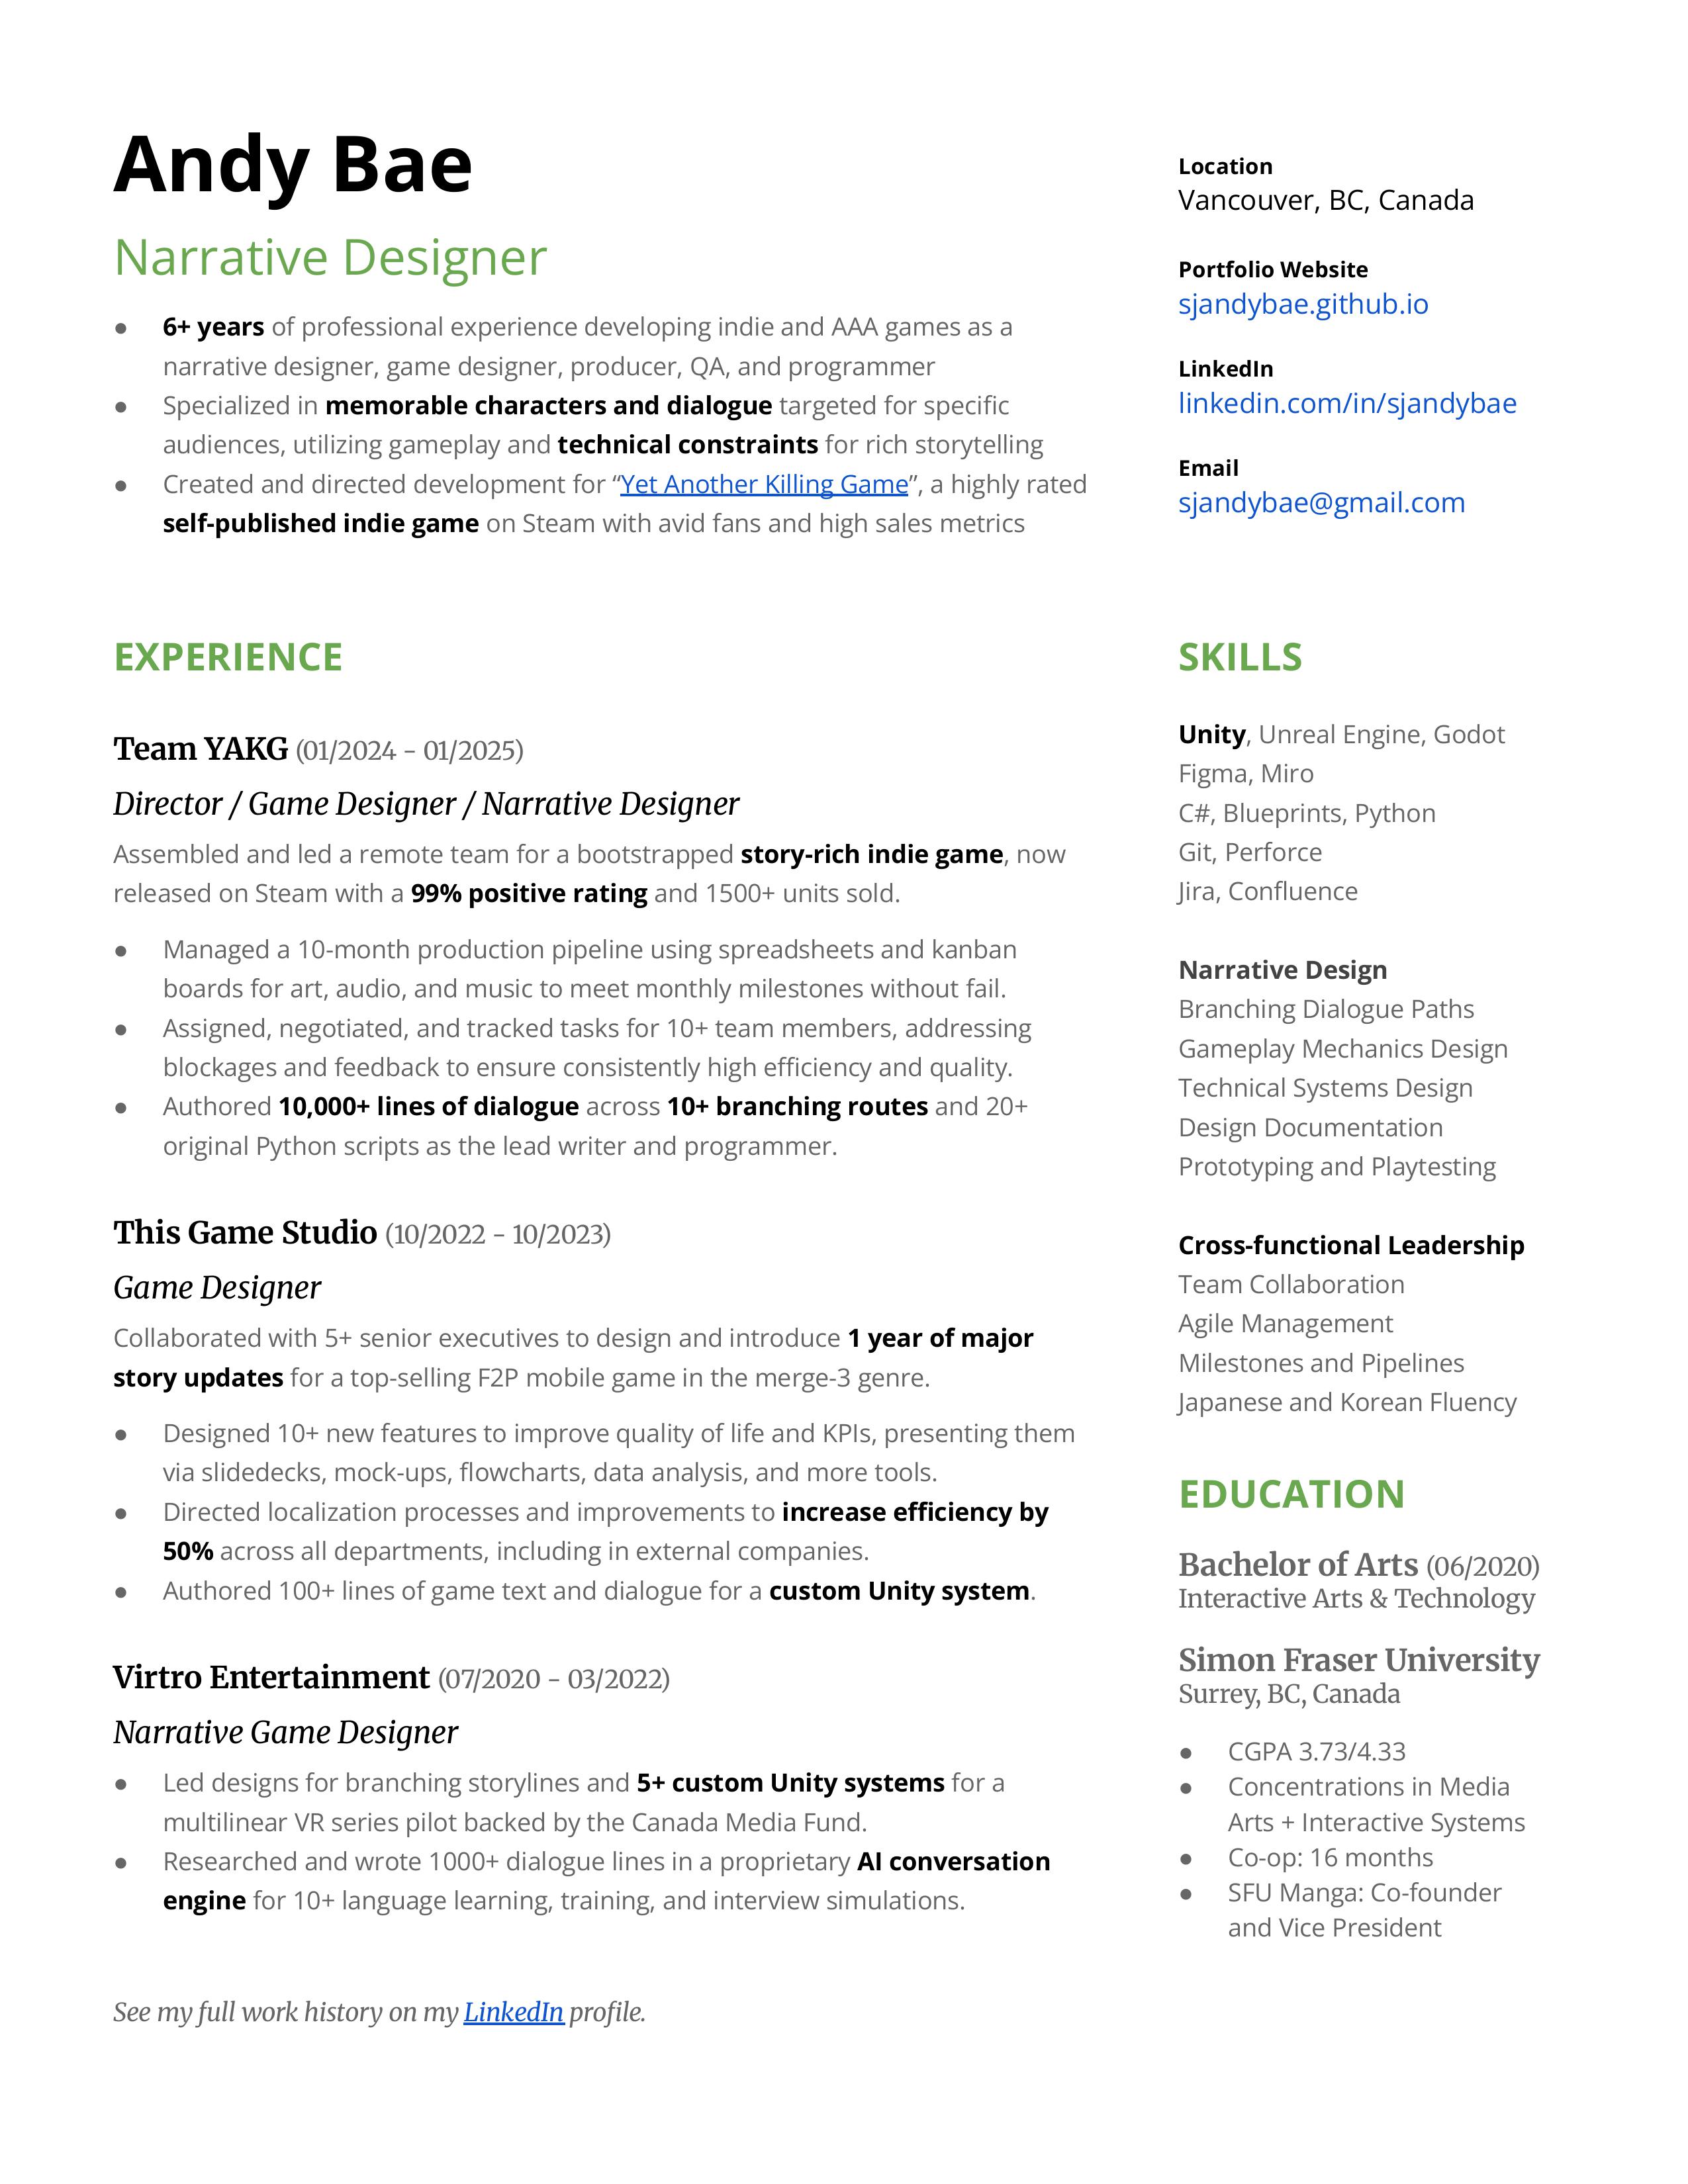 Andy Bae
Narrative Designer
● 6+ years of professional experience developing indie and AAA games as a
narrative designer, game designer, producer, QA, and programmer
● Specialized in memorable characters and dialogue targeted for specific
audiences, utilizing gameplay and technical constraints for rich storytelling
● Created and directed development for “Yet Another Killing Game”, a highly rated
self-published indie game on Steam with avid fans and high sales metrics
Location
Vancouver, BC, Canada
Portfolio Website
sjandybae.github.io
LinkedIn
linkedin.com/in/sjandybae
Email
sjandybae@gmail.com
EXPERIENCE
Team YAKG (01/2024 - 01/2025)
Director / Game Designer / Narrative Designer
Assembled and led a remote team for a bootstrapped story-rich indie game, now
released on Steam with a 99% positive rating and 1500+ units sold.
● Managed a 10-month production pipeline using spreadsheets and kanban
boards for art, audio, and music to meet monthly milestones without fail.
● Assigned, negotiated, and tracked tasks for 10+ team members, addressing
blockages and feedback to ensure consistently high efficiency and quality.
● Authored 10,000+ lines of dialogue across 10+ branching routes and 20+
original Python scripts as the lead writer and programmer.
This Game Studio (10/2022 - 10/2023)
Game Designer
Collaborated with 5+ senior executives to design and introduce 1 year of major
story updates for a top-selling F2P mobile game in the merge-3 genre.
● Designed 10+ new features to improve quality of life and KPIs, presenting them
via slidedecks, mock-ups, flowcharts, data analysis, and more tools.
● Directed localization processes and improvements to increase efficiency by
50% across all departments, including in external companies.
● Authored 100+ lines of game text and dialogue for a custom Unity system.
Virtro Entertainment (07/2020 - 03/2022)
Narrative Game Designer
● Led designs for branching storylines and 5+ custom Unity systems for a
multilinear VR series pilot backed by the Canada Media Fund.
● Researched and wrote 1000+ dialogue lines in a proprietary AI conversation
engine for 10+ language learning, training, and interview simulations.
See my full work history on my LinkedIn profile.
SKILLS
Unity, Unreal Engine, Godot
Figma, Miro
C#, Blueprints, Python
Git, Perforce
Jira, Confluence
Narrative Design
Branching Dialogue Paths
Gameplay Mechanics Design
Technical Systems Design
Design Documentation
Prototyping and Playtesting
Cross-functional Leadership
Team Collaboration
Agile Management
Milestones and Pipelines
Japanese and Korean Fluency
EDUCATION
Bachelor of Arts (06/2020)
Interactive Arts & Technology
Simon Fraser University
Surrey, BC, Canada
● CGPA 3.73/4.33
● Concentrations in Media
Arts + Interactive Systems
● Co-op: 16 months
● SFU Manga: Co-founder
and Vice President